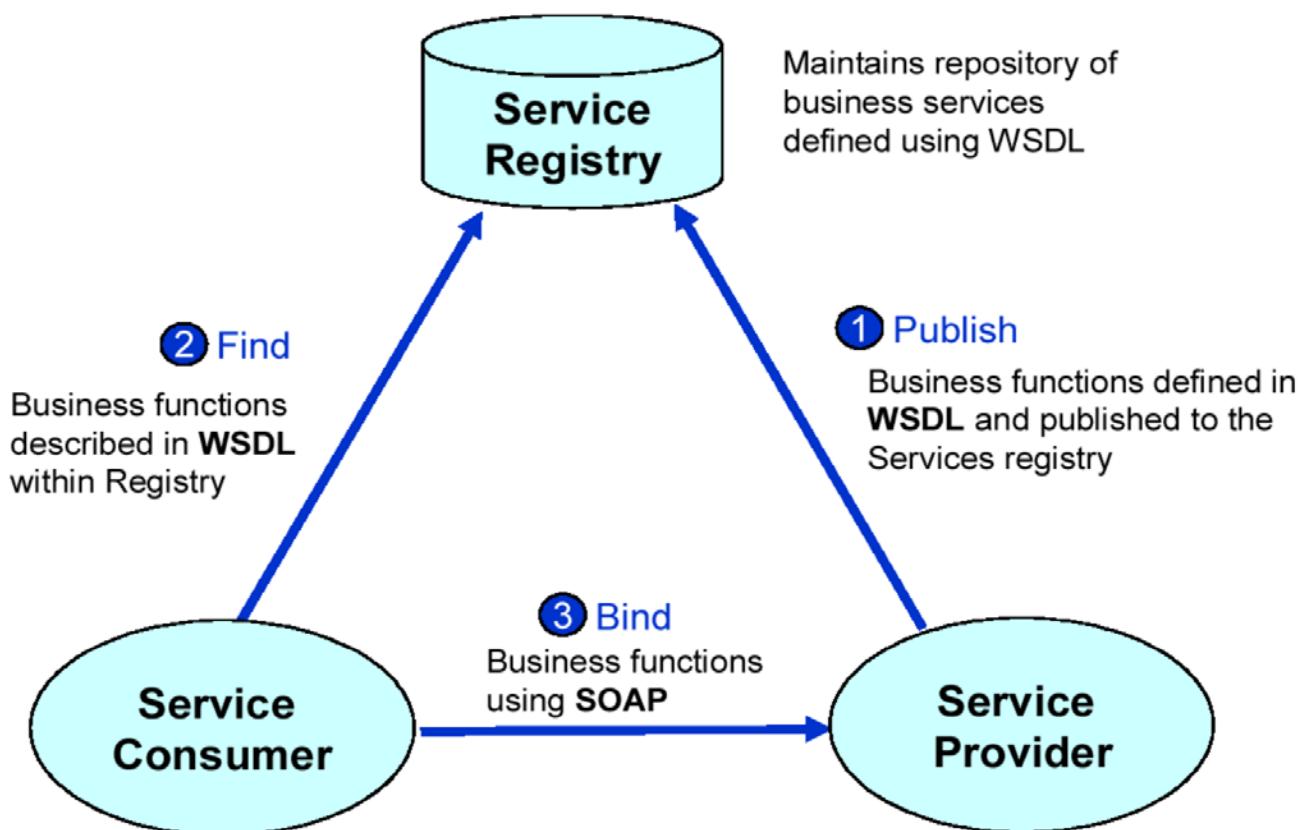 Service
Registry
Maintains repository of
business services
defined using WSDL
2 Find
Business functions
described in WSDL
within Registry
1 Publish
Business functions defined in
WSDL and published to the
Services registry
3 Bind
Business functions
using SOAP
Service
Consumer
Service
Provider